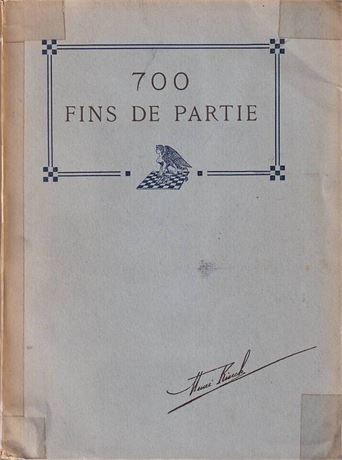 700
FINS DE PARTIE
Henri Rinck